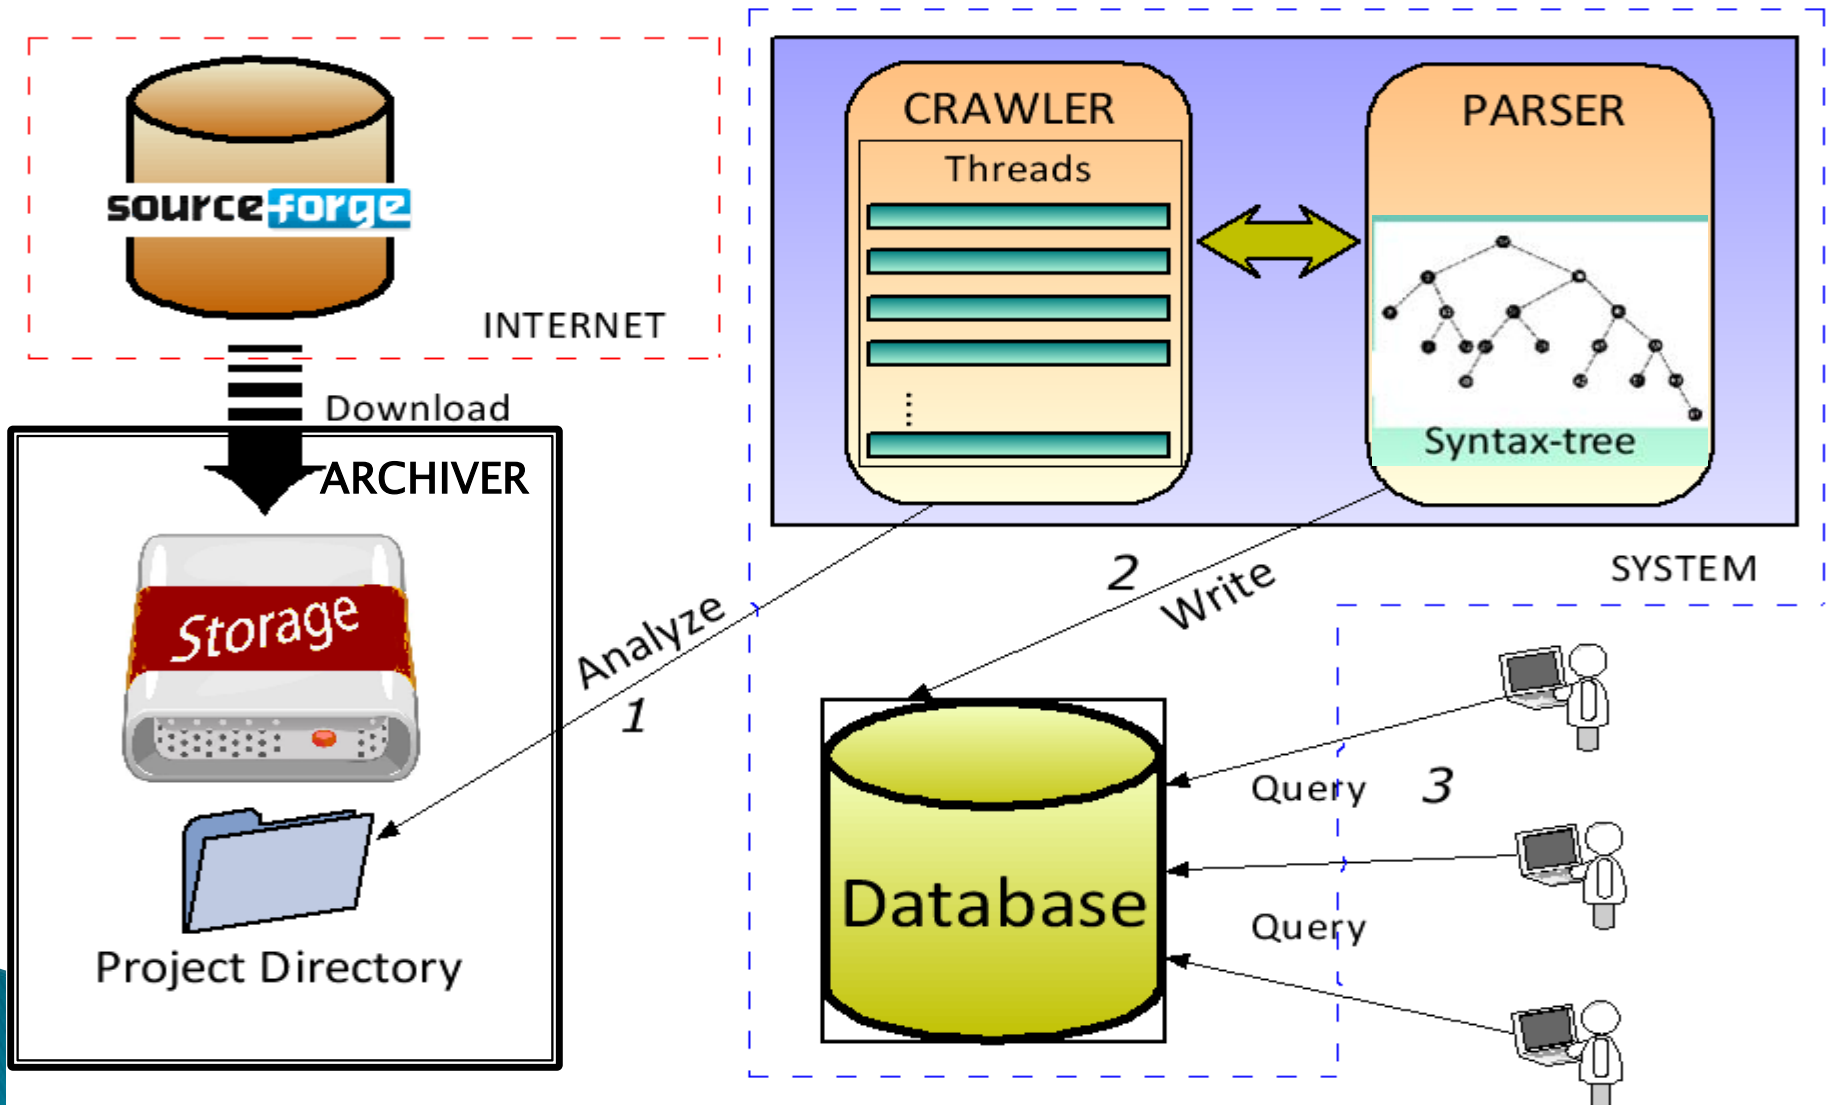 sourceforge
INTERNET
Download
ARCHIVER
Storage
Project Directory
CRAWLER
Threads
PARSER
Syntax-tree
SYSTEM
Analyze
1
2
Write
Database
Query
3
Query